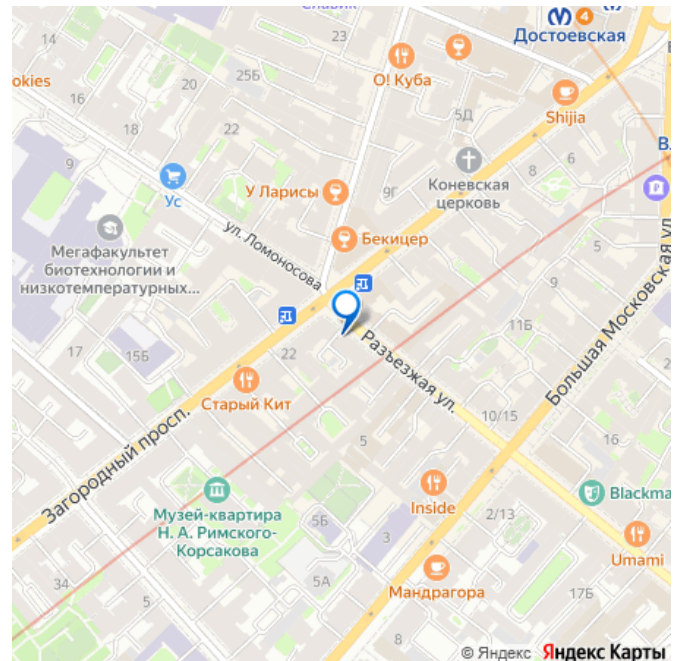 Славик
4
Достоевская
23
О! Куба
okies
20
25Б
16
Shijia
5Д
18
22
8
6
В
9
Коневская
церковь
Ус
У Ларисы
9Г
Бекицер
5
ул. Ломоносова
Мегафакультет
биотехнологии и
низкотемпературных...
9
Большая Московская ул.
11Б
17
15Б
22
Разъезжая ул.
Старый Кит
10/15
Загородный просп.
5
Музей-квартира
Н. А. Римского-
Корсакова
Inside
Blackma
5Б
3
2/13
Umami
34
5А
5
Мандрагора
17Б
8
© Яндекс Яндекс Карты